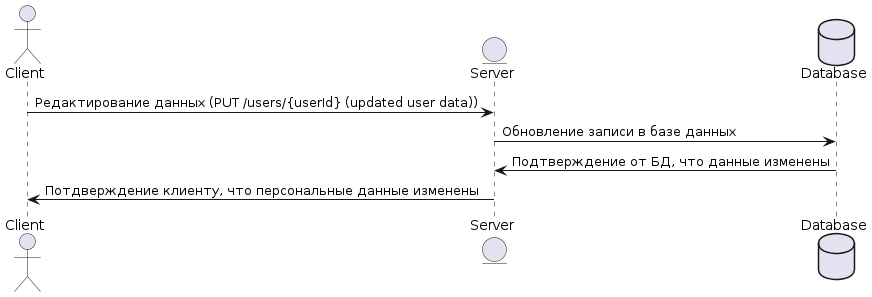 Client
Server
Database
Редактирование данных (PUT /users/{userId} (updated user data))
Обновление записи в базе данных
Подтверждение от БД, что данные изменены
Потдверждение клиенту, что персональные данные изменены
Client
Server
Database